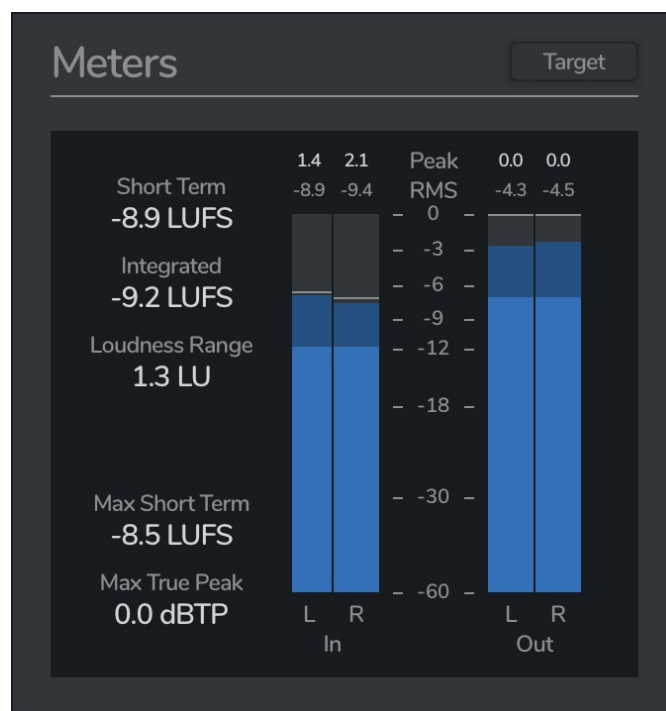 Meters
Target
Short Term
-8.9 LUFS
Integrated
-9.2 LUFS
Loudness Range
1.3 LU
Max Short Term
-8.5 LUFS
Max True Peak
0.0 dBTP
1.4 2.1 Peak 0.0 0.0
-8.9 -9.4 RMS -4.3 -4.5
0
-3
-6
-9
-12
-18
-30
-60
L R L R
In Out